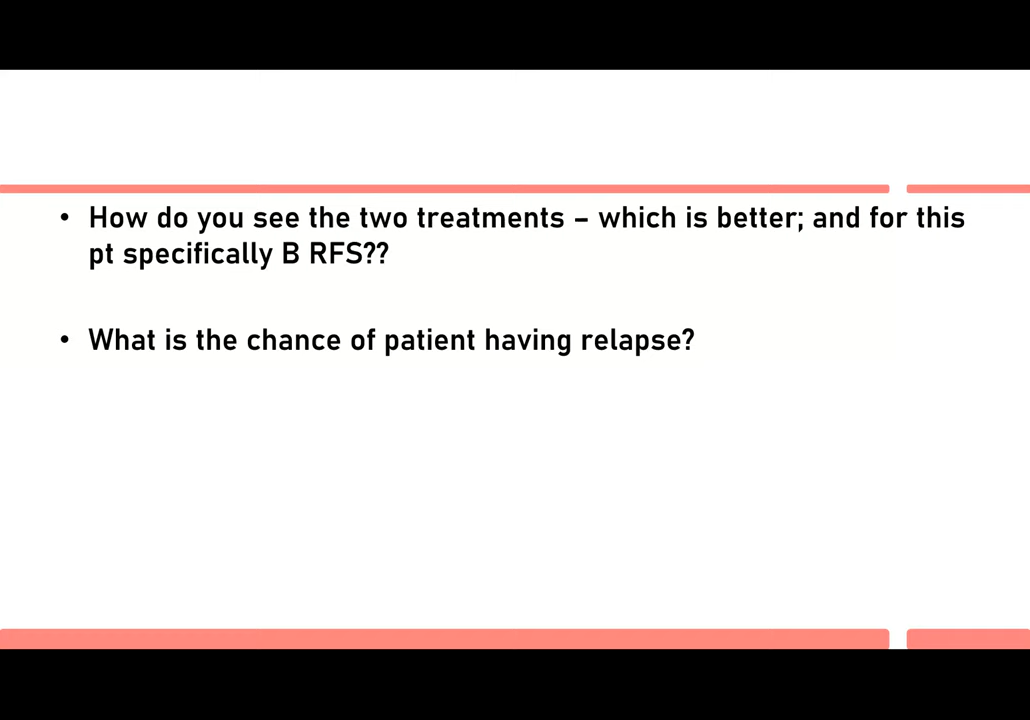 • How do you see the two treatments – which is better; and for this
pt specifically B RFS??
• What is the chance of patient having relapse?